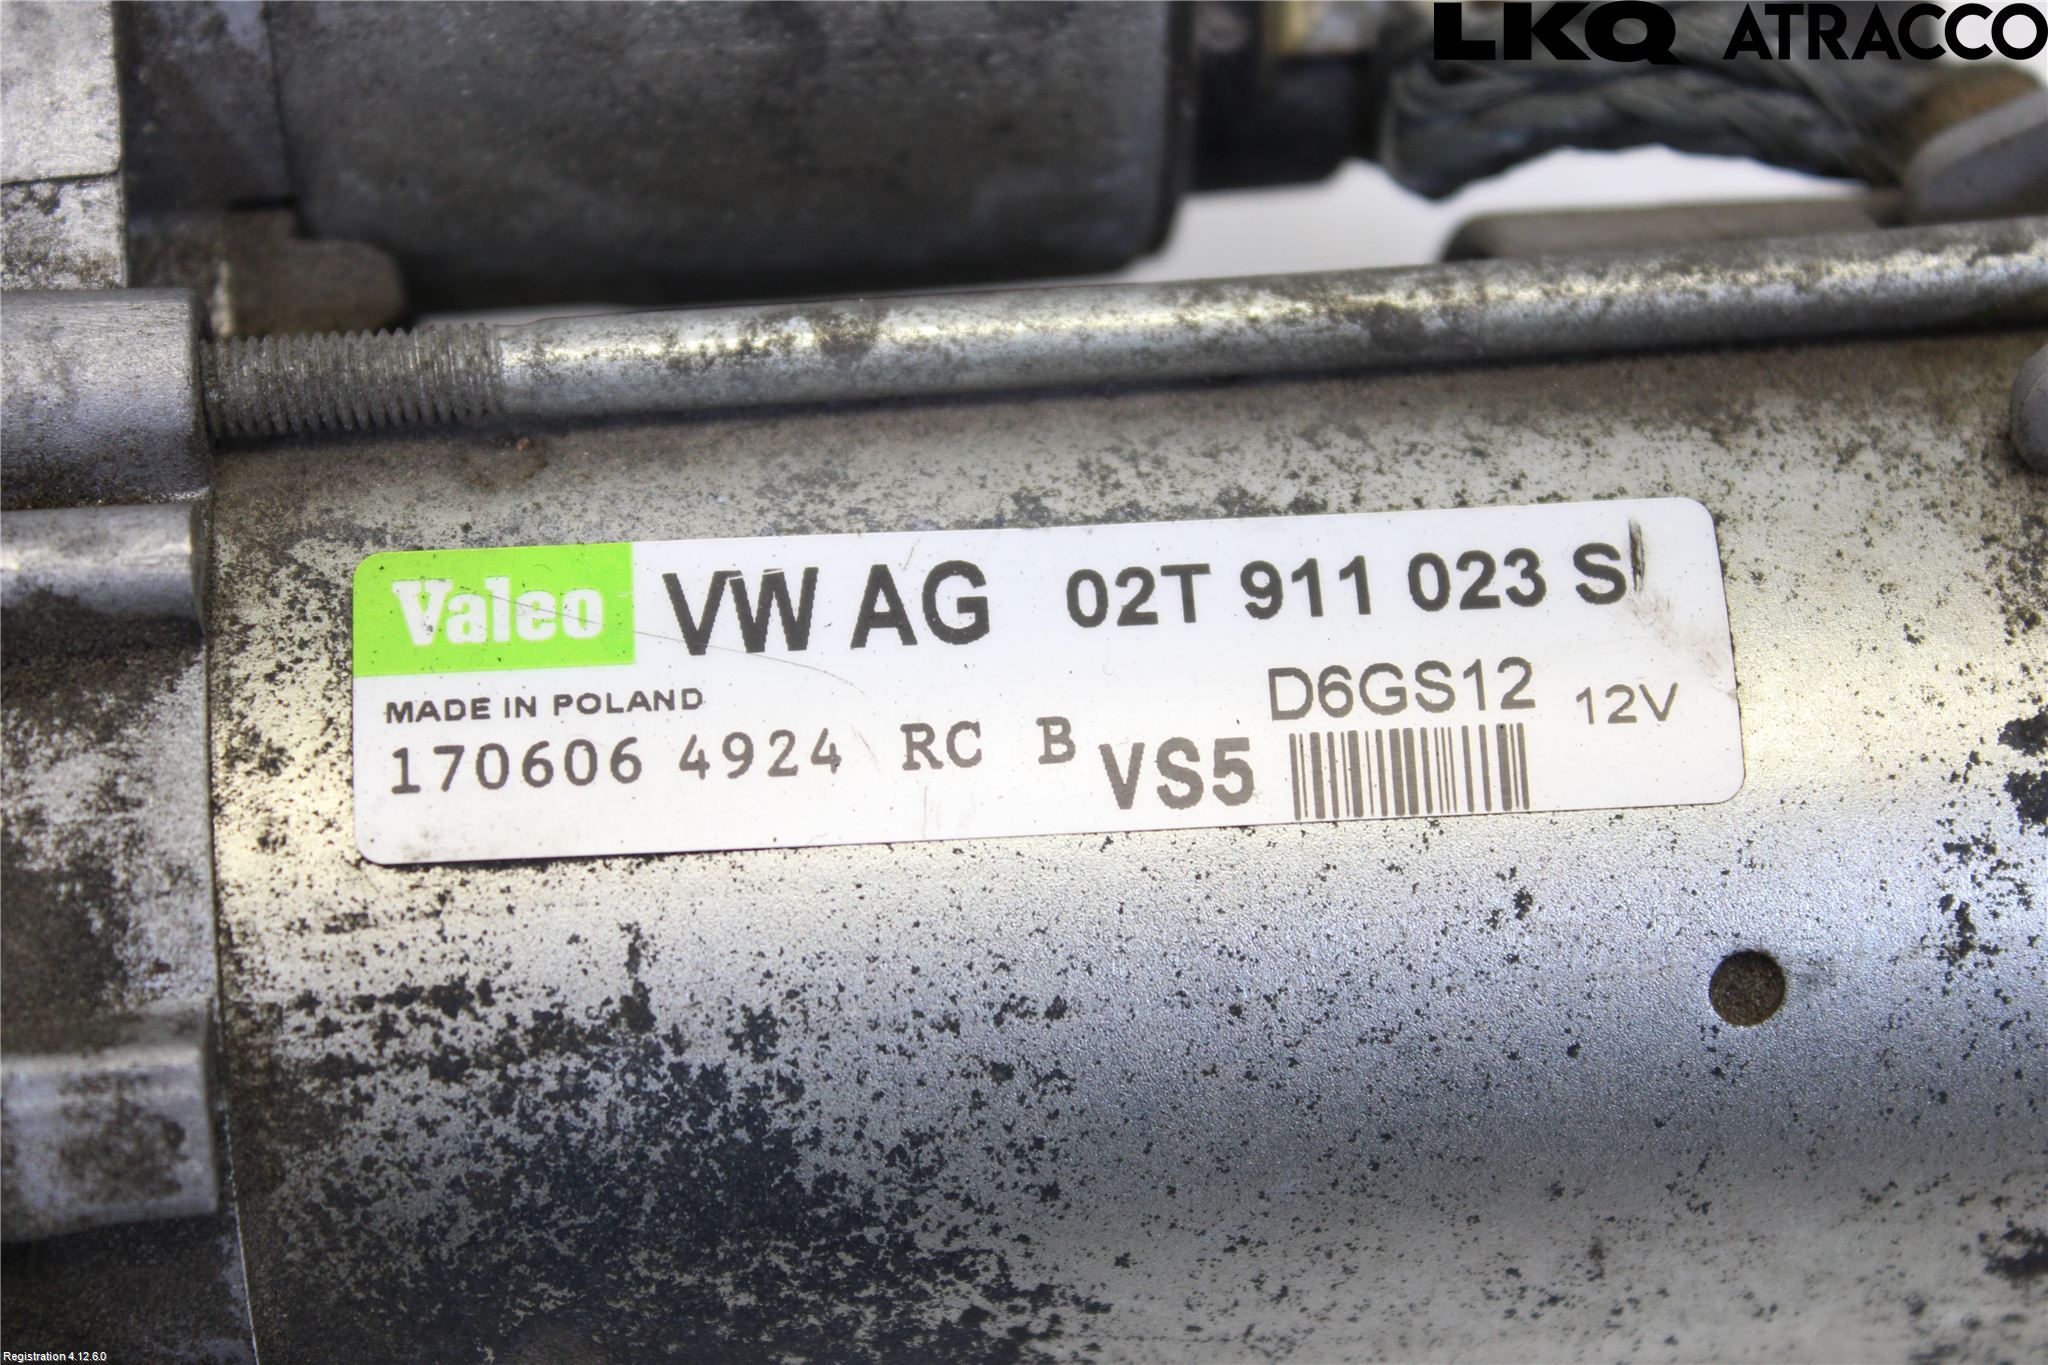 LKQ ATRACCO
Valeo VW AG 02T 911 023 S
MADE IN POLAND D6GS12 12V
170606 4924 RC B VS5
Registration 4.12.6.0